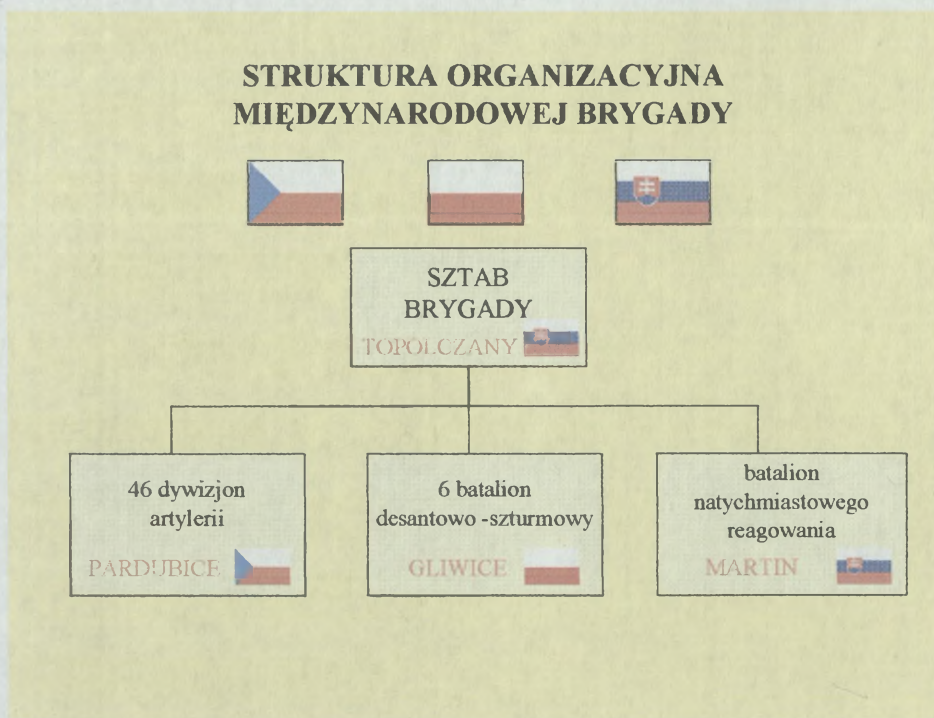 STRUKTURA ORGANIZACYJNA
MIĘDZYNARODOWEJ BRYGADY
SZTAB
BRYGADY
TOPOLCZANY
46 dywizjon
artylerii
PARDUBICE
6 batalion
desantowo -szturmowy
GLIWICE
batalion
natychmiastowego
reagowania
MARTIN